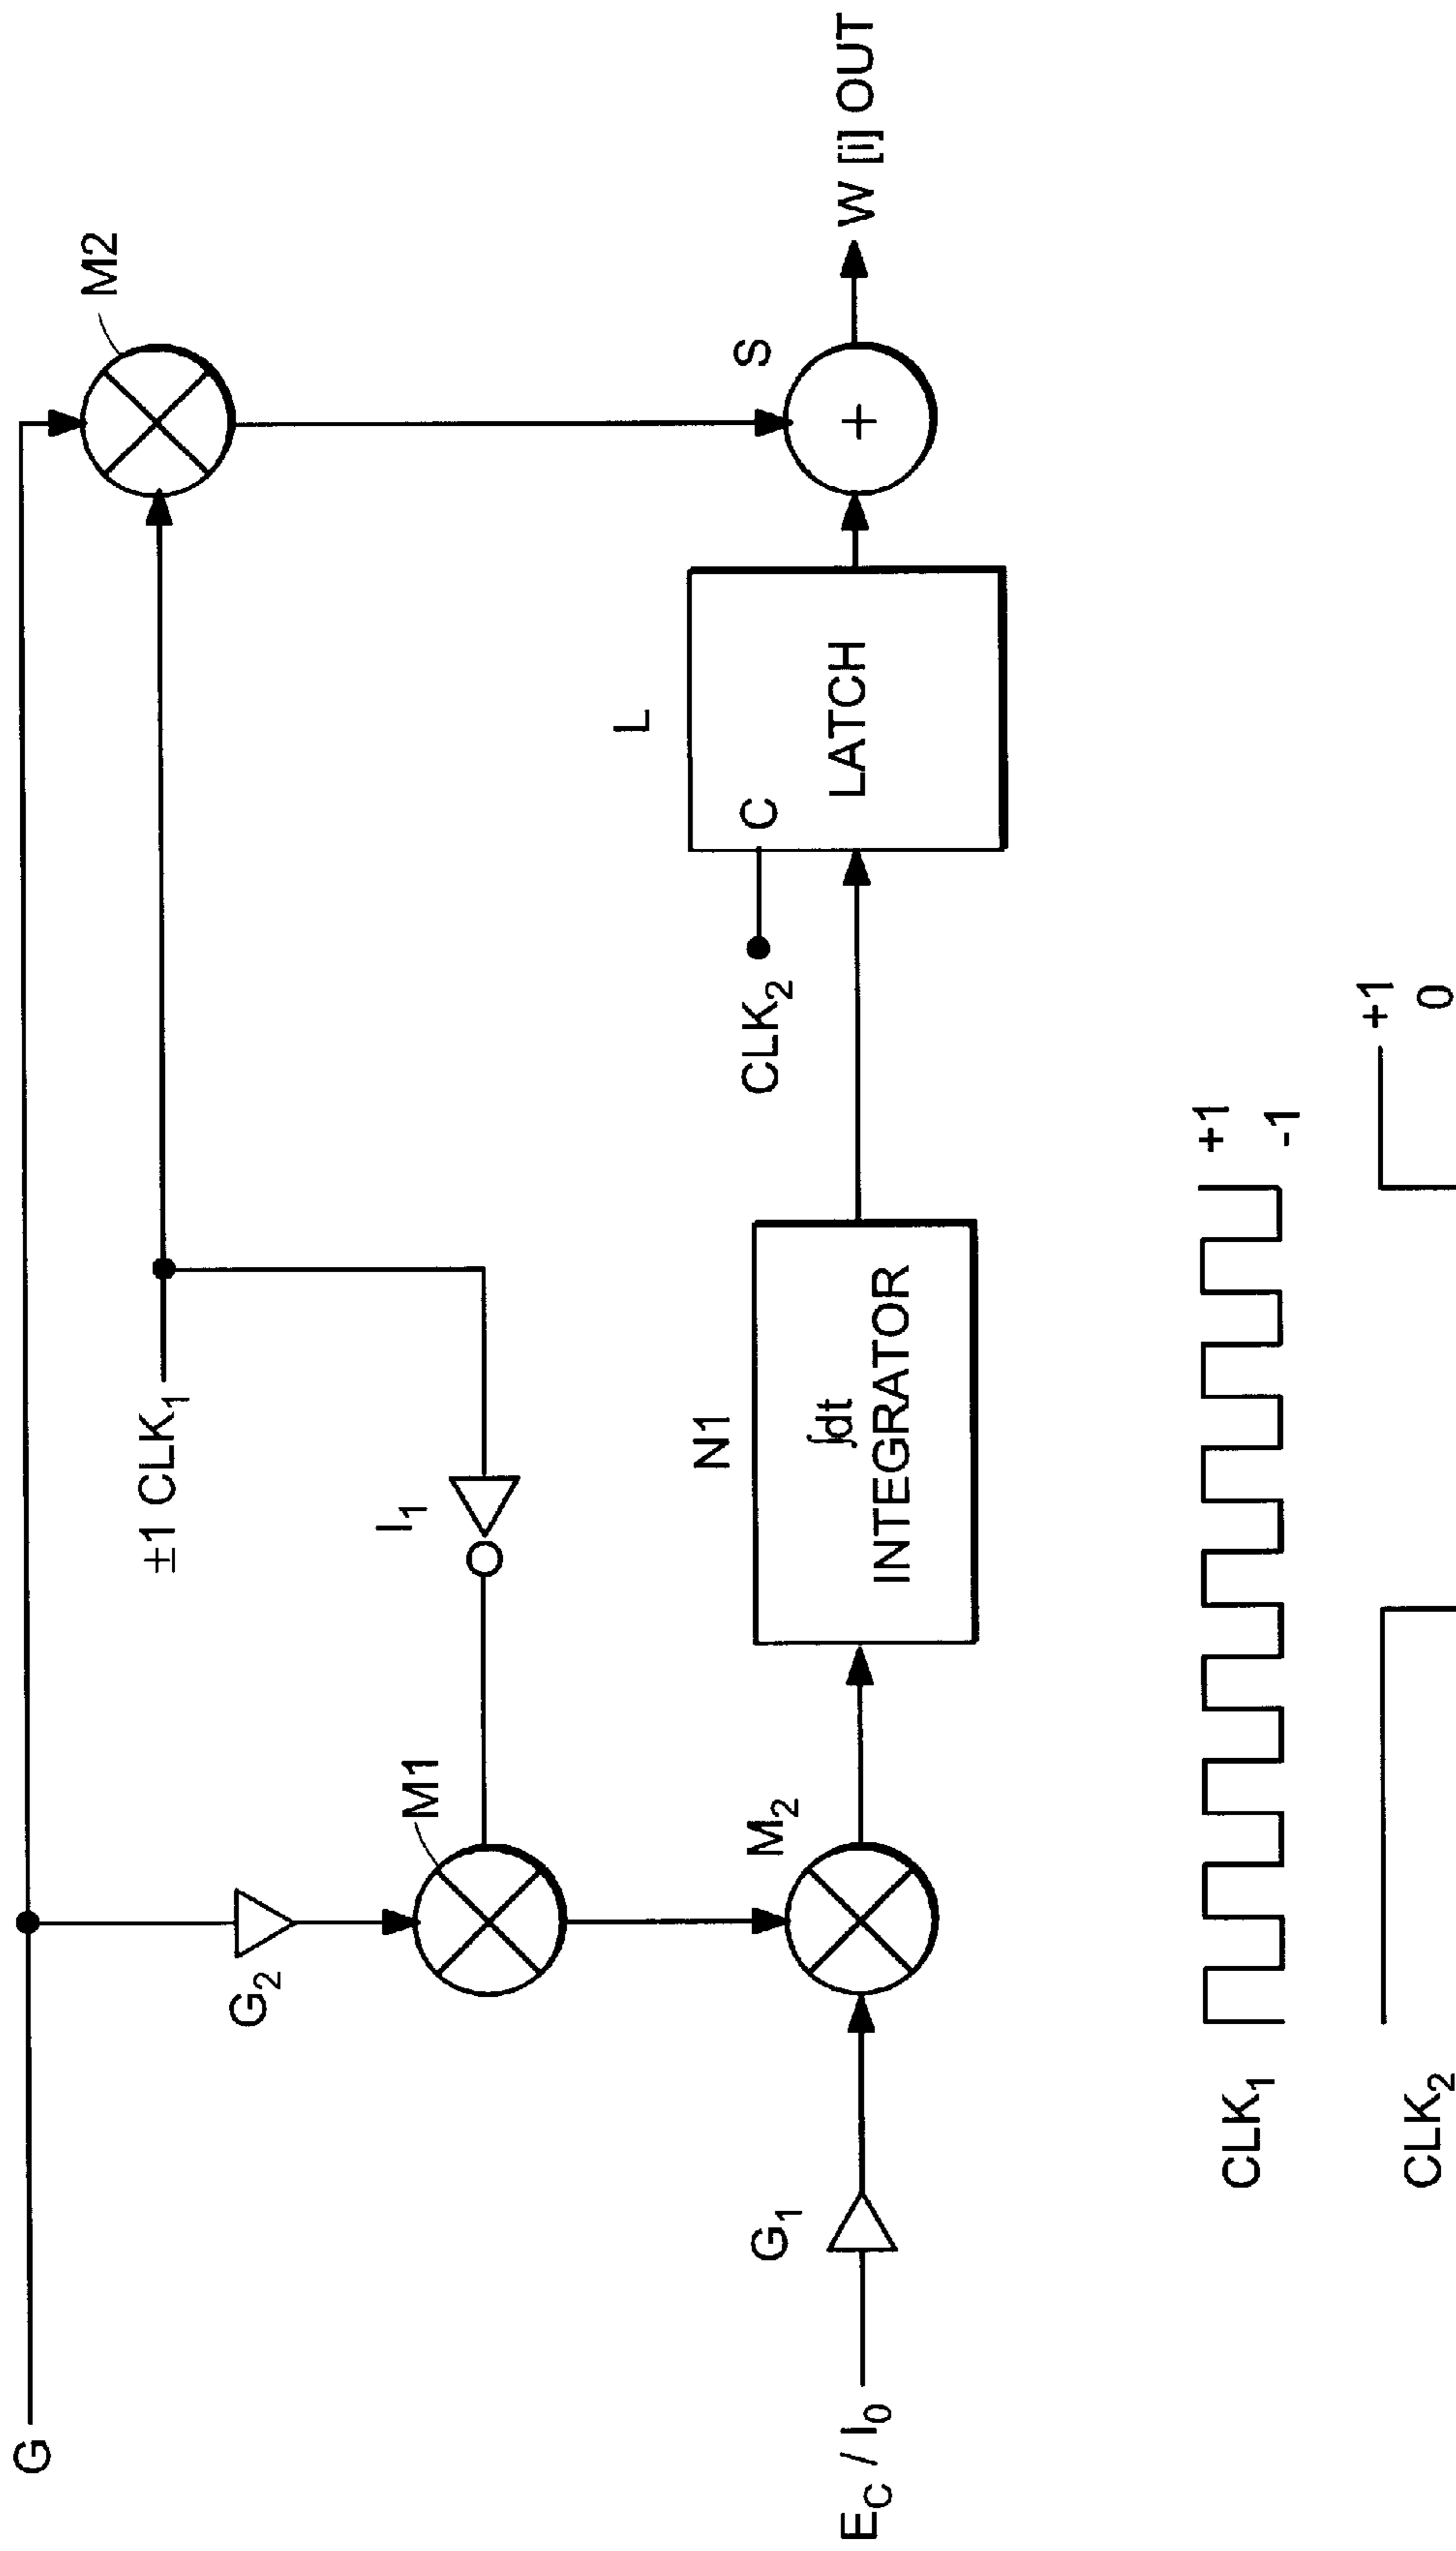 G
±1 CLK₁
M2
G₂
M1
I₁
E_C / I₀
G₁
M₂
N1
∫dt
INTEGRATOR
CLK₂
C
L
LATCH
S
+
W [i] OUT
CLK₁
+1
-1
CLK₂
+1
0